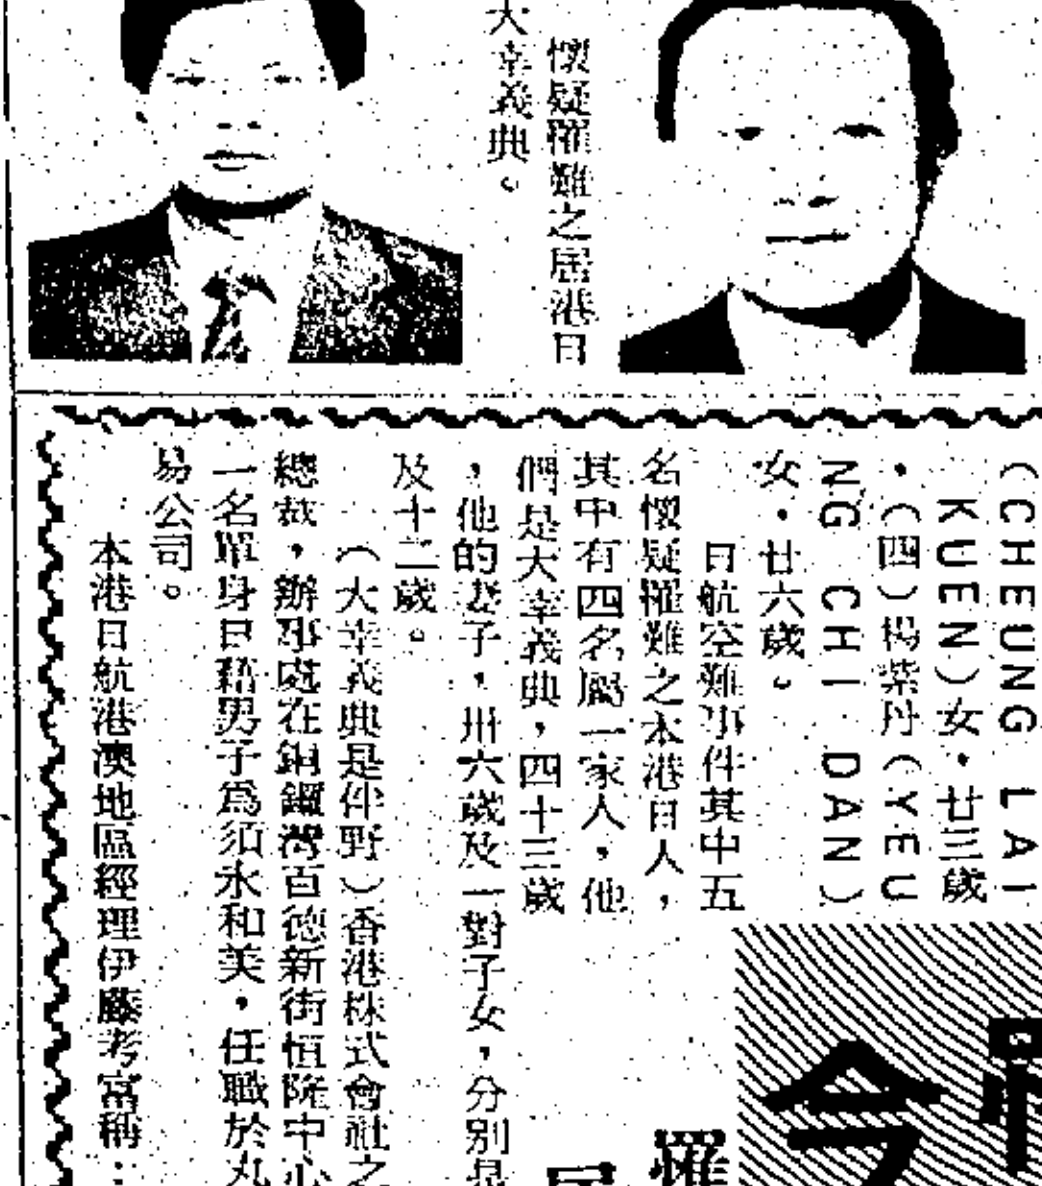 懷疑罹難之居港日
大幸義典。
(CHEUNG LAI
KUEN)女・廿三歲
・(四)楊紫丹(YEU
NG CHI DAN)
女・廿六歲。
日航空難事件其中五
名懷疑罹難之本港日人,
其中有四名屬一家人,他
們是大幸義典,四十三歲
,他的妻子,卅六歲及一對子女,分別是
及十二歲。
(大幸義典是伴野)香港株式會社之
總裁,辦事處在銅鑼灣百德新街恒隆中心
一名單身日藉男子爲須永和美,任職於丸
易公司。
本港日航港澳地區經理伊藤考富稱:
今
罹
居